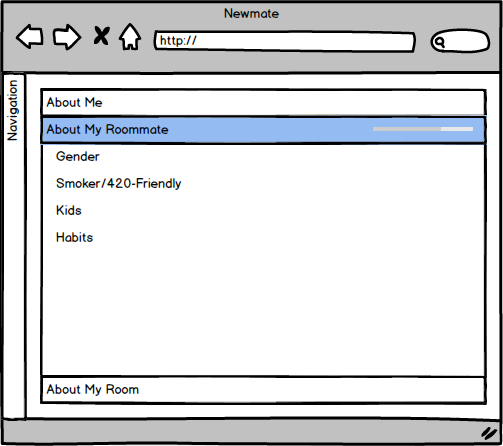 Newmate
http://
Navigation
About Me
About My Roommate
Gender
Smoker/420-Friendly
Kids
Habits
About My Room